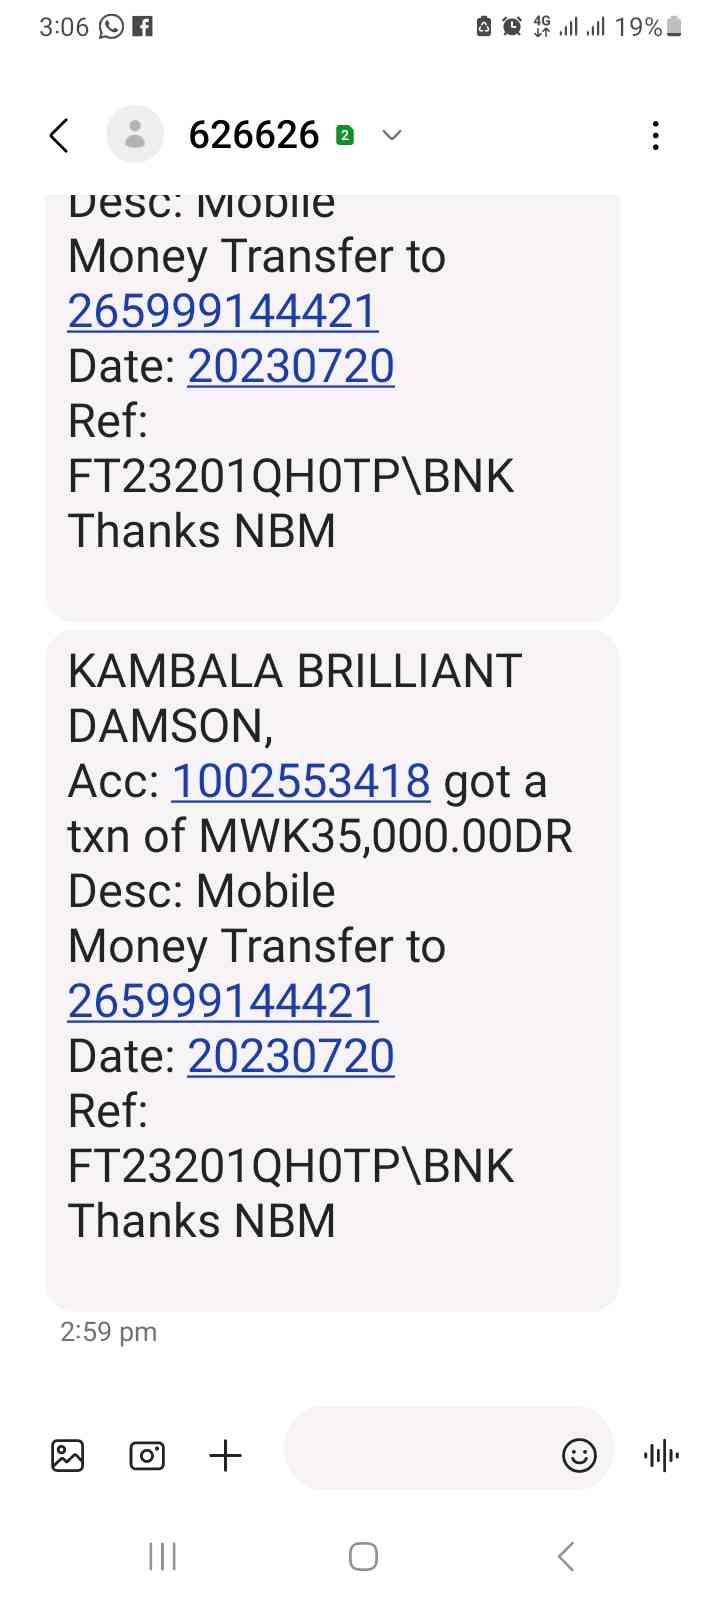 3:06 4G 19%
626626 2
Desc: Mobile
Money Transfer to
265999144421
Date: 20230720
Ref:
FT23201QH0TP\BNK
Thanks NBM
KAMBALA BRILLIANT
DAMSON,
Acc: 1002553418 got a
txn of MWK35,000.00DR
Desc: Mobile
Money Transfer to
265999144421
Date: 20230720
Ref:
FT23201QH0TP\BNK
Thanks NBM
2:59 pm